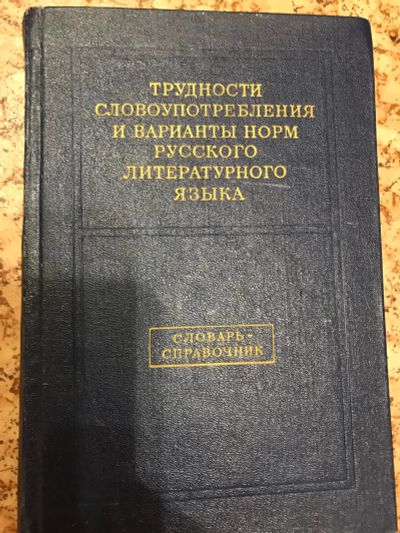 ТРУДНОСТИ
СЛОВОУПОТРЕБЛЕНИЯ
И ВАРИАНТЫ НОРМ
РУССКОГО
ЛИТЕРАТУРНОГО
ЯЗЫКА
СЛОВАРЬ-
СПРАВОЧНИК